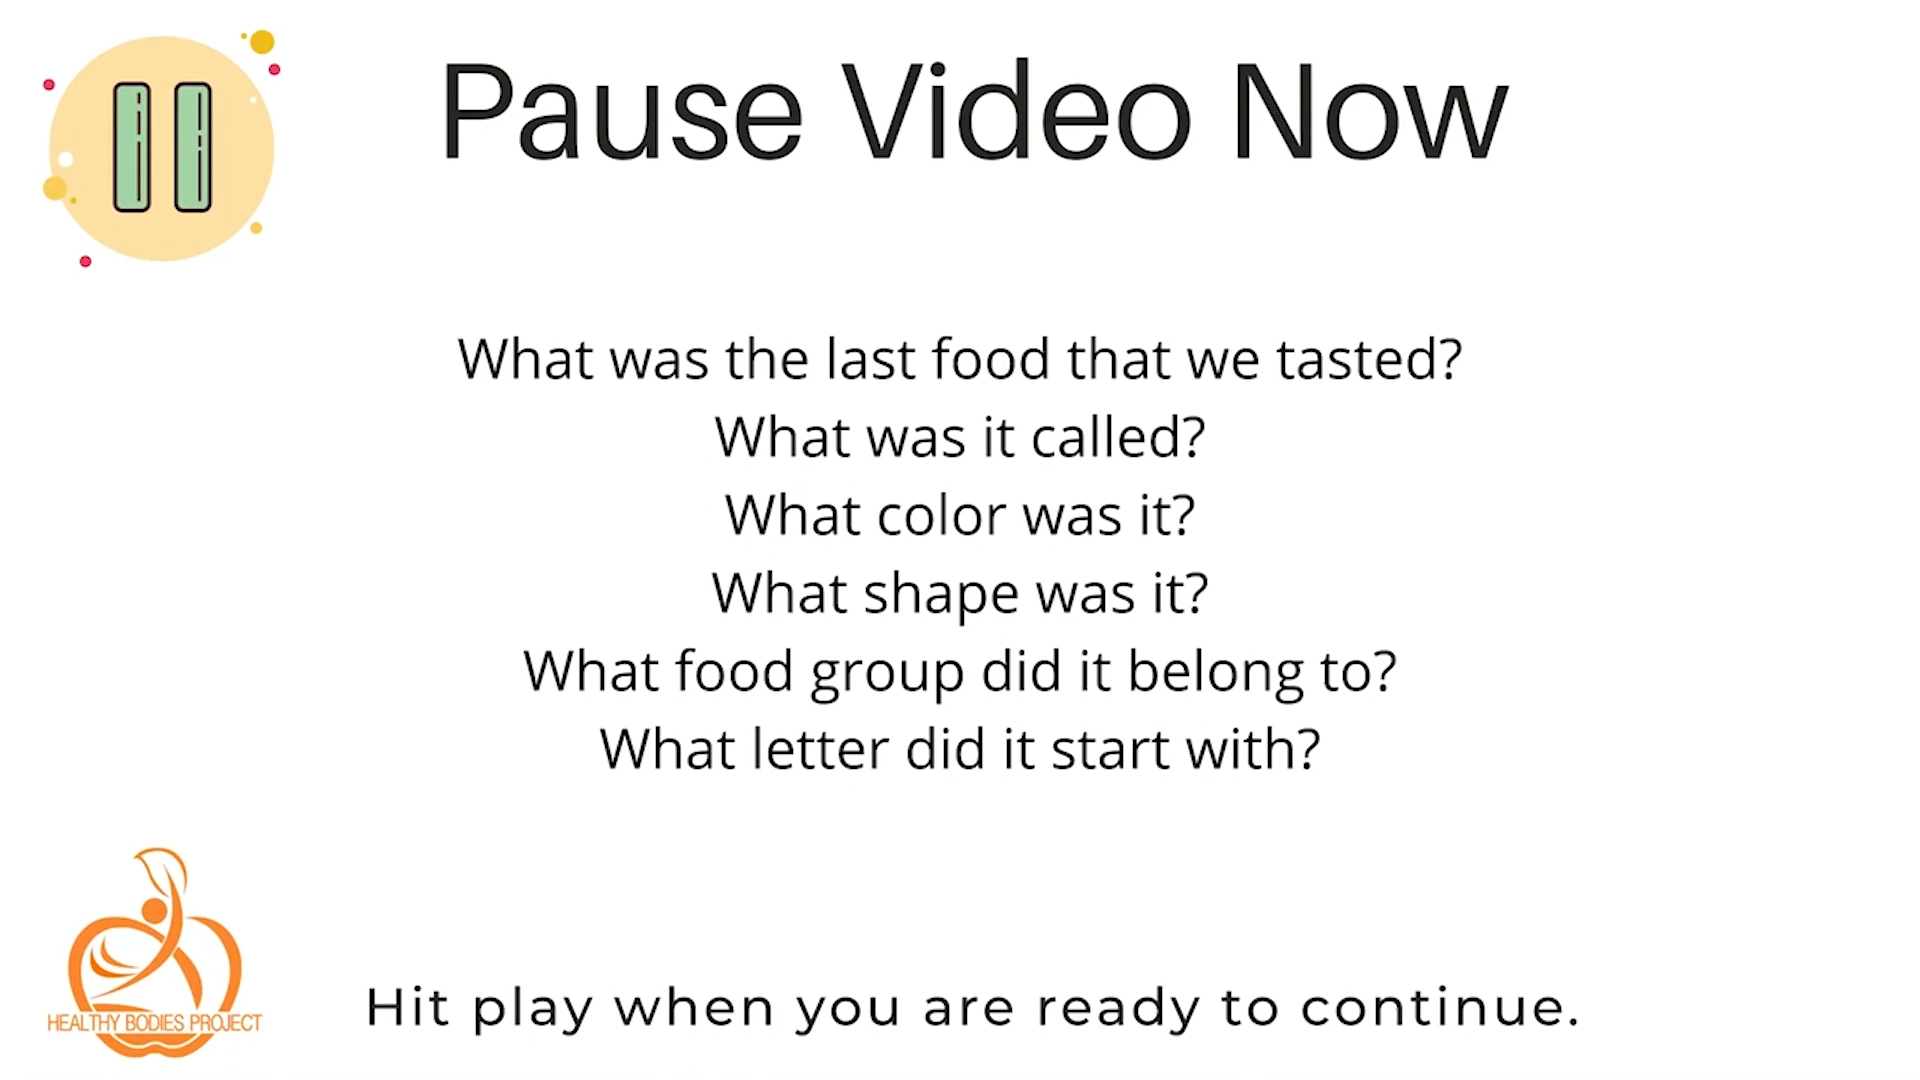 Pause Video Now
What was the last food that we tasted?
What was it called?
What color was it?
What shape was it?
What food group did it belong to?
What letter did it start with?
HEALTHY BODIES PROJECT
Hit play when you are ready to continue.